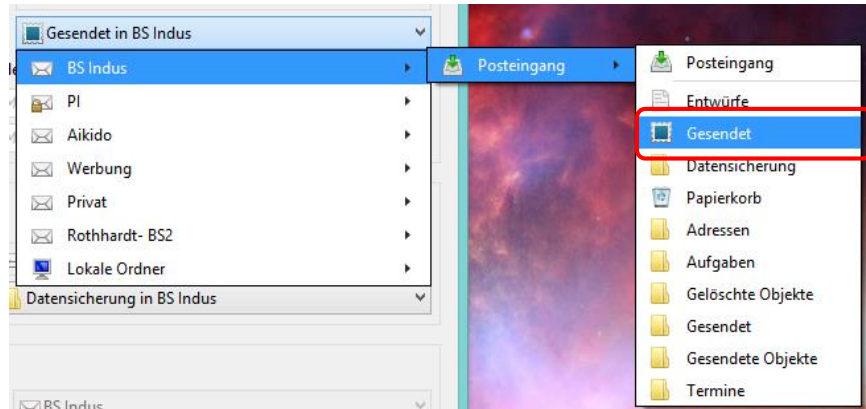 Gesendet in BS Indus
BS Indus
PI
Aikido
Werbung
Privat
Rothhardt- BS2
Lokale Ordner
Datensicherung in BS Indus
BS Indus
Posteingang
Posteingang
Entwürfe
Gesendet
Datensicherung
Papierkorb
Adressen
Aufgaben
Gelöschte Objekte
Gesendet
Gesendete Objekte
Termine